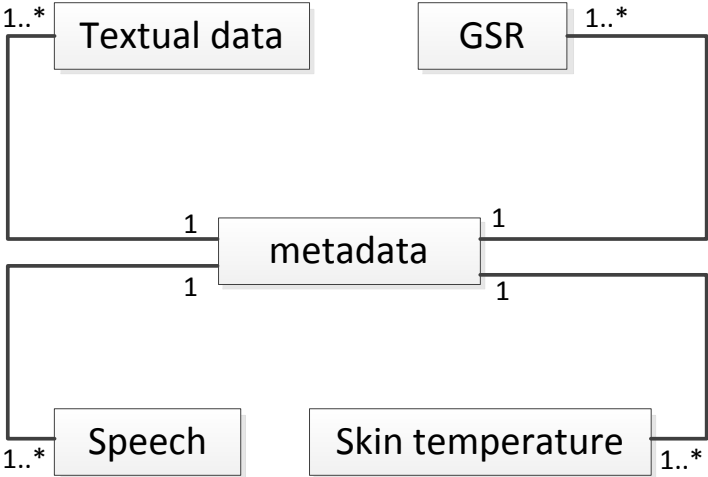 1..*
Textual data
GSR
1..*
1
1
metadata
1
1
Speech
Skin temperature
1..*
1..*